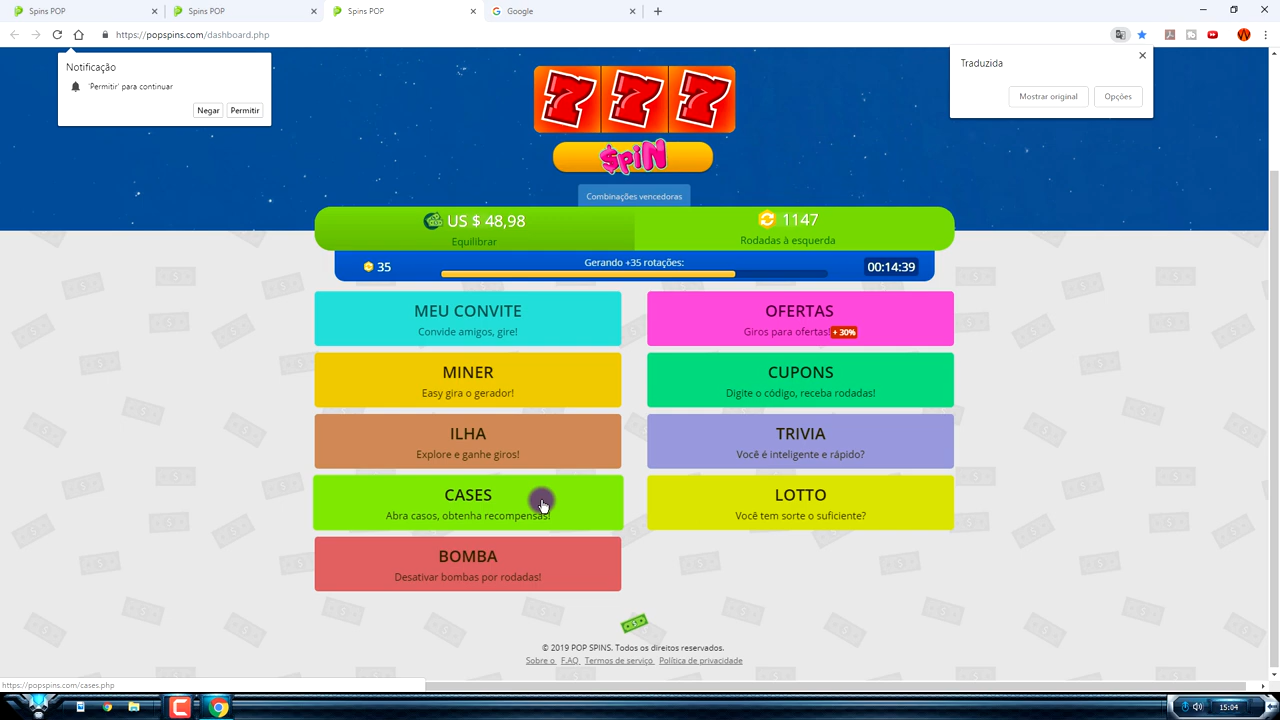 Spins POP
Spins POP
Spins POP
Google
https://popspins.com/dashboard.php
Notificação
'Permitir' para continuar
Negar
Permitir
Traduzida
Mostrar original
Opções
777
$PiN
Combinações vencedoras
US $ 48,98
Equilibrar
1147
Rodadas à esquerda
35
Gerando +35 rotações:
00:14:39
MEU CONVITE
Convide amigos, gire!
OFERTAS
Giros para ofertas! + 30%
MINER
Easy gira o gerador!
CUPONS
Digite o código, receba rodadas!
ILHA
Explore e ganhe giros!
TRIVIA
Você é inteligente e rápido?
CASES
Abra casos, obtenha recompensas!
LOTTO
Você tem sorte o suficiente?
BOMBA
Desativar bombas por rodadas!
© 2019 POP SPINS. Todos os direitos reservados.
Sobre o F.AQ Termos de serviço Política de privacidade
https://popspins.com/cases.php
15:04